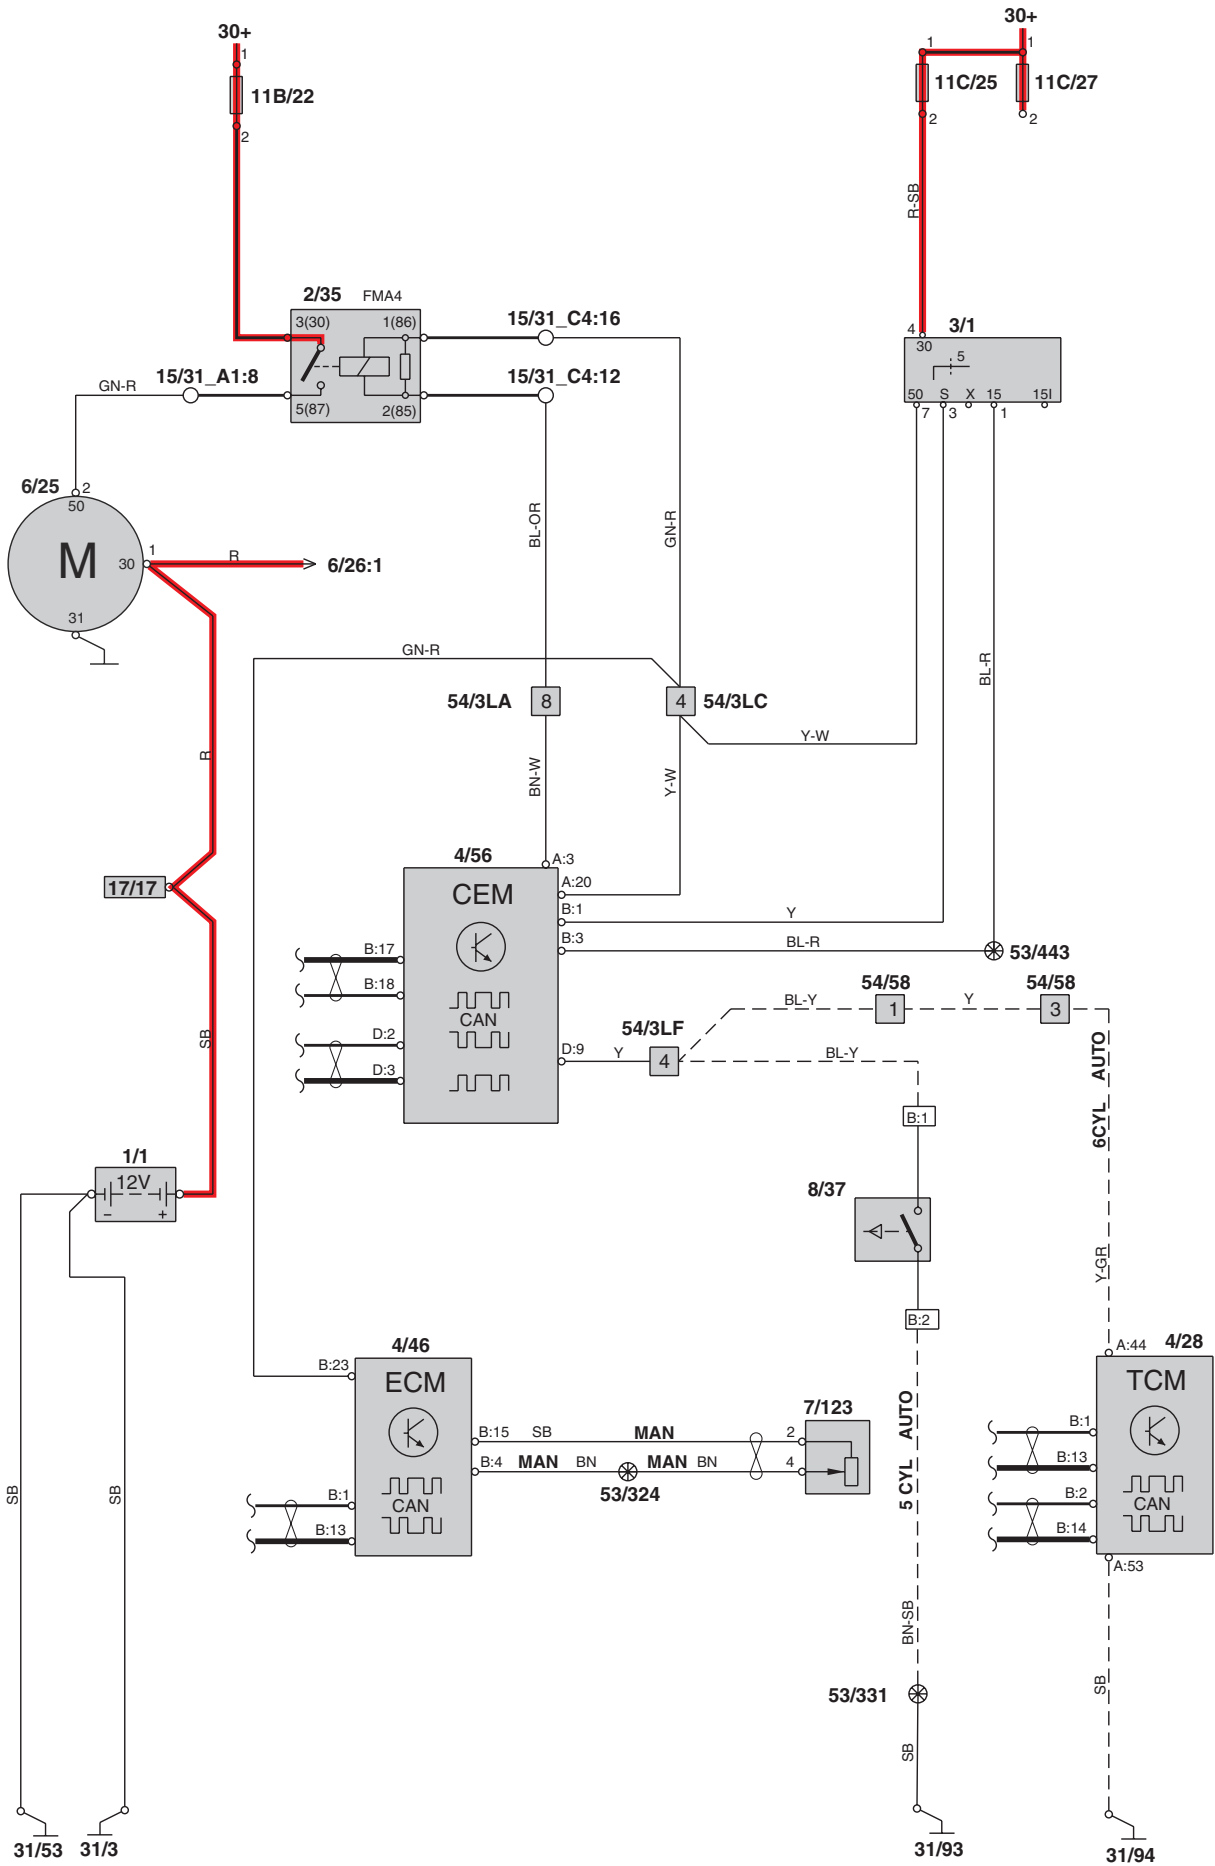 30+
30+
1
11B/22
2
1
1
11C/25
11C/27
2
2
R-SB
2/35
FMA4
3(30)
1(86)
5(87)
2(85)
15/31_C4:16
15/31_C4:12
15/31_A1:8
GN-R
4
3/1
30
5
50
S
X
15
15I
7
3
1
6/25
2
50
M
30
1
31
R
6/26:1
BL-OR
GN-R
BL-R
GN-R
54/3LA
8
4
54/3LC
Y-W
R
BN-W
Y-W
17/17
4/56
A:3
CEM
A:20
B:1
Y
B:3
BL-R
53/443
B:17
B:18
CAN
D:2
D:3
D:9
Y
54/3LF
4
BL-Y
54/58
1
Y
54/58
3
BL-Y
SB
6CYL AUTO
B:1
1/1
12V
-
+
8/37
B:2
Y-GR
4/46
B:23
ECM
B:15
SB
MAN
B:4
MAN
BN
53/324
MAN
BN
7/123
2
4
B:1
B:13
CAN
5 CYL AUTO
A:44
4/28
TCM
B:1
B:13
B:2
B:14
CAN
A:53
SB
SB
BN-SB
53/331
SB
SB
31/53
31/3
31/93
31/94